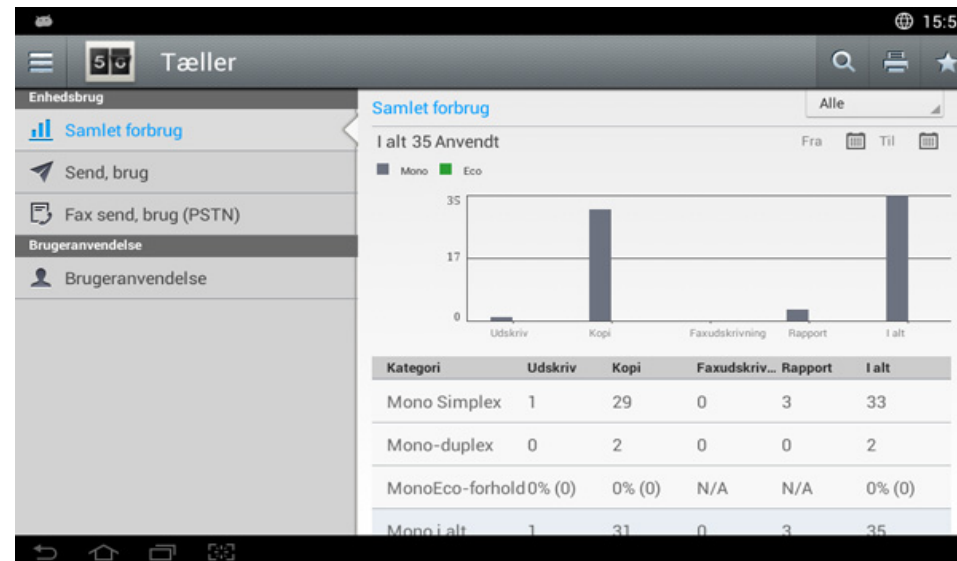 15:5
50 Tæller
Enhedsbrug
Samlet forbrug
Send, brug
Fax send, brug (PSTN)
Brugeranvendelse
Brugeranvendelse
Samlet forbrug Alle
I alt 35 Anvendt Fra Til
Mono Eco
35
17
0
Udskriv Kopi Faxudskrivning Rapport I alt
Kategori Udskriv Kopi Faxudskriv... Rapport I alt
Mono Simplex 1 29 0 3 33
Mono-duplex 0 2 0 0 2
MonoEco-forhold 0% (0) 0% (0) N/A N/A 0% (0)
Mono i alt 1 31 0 3 35